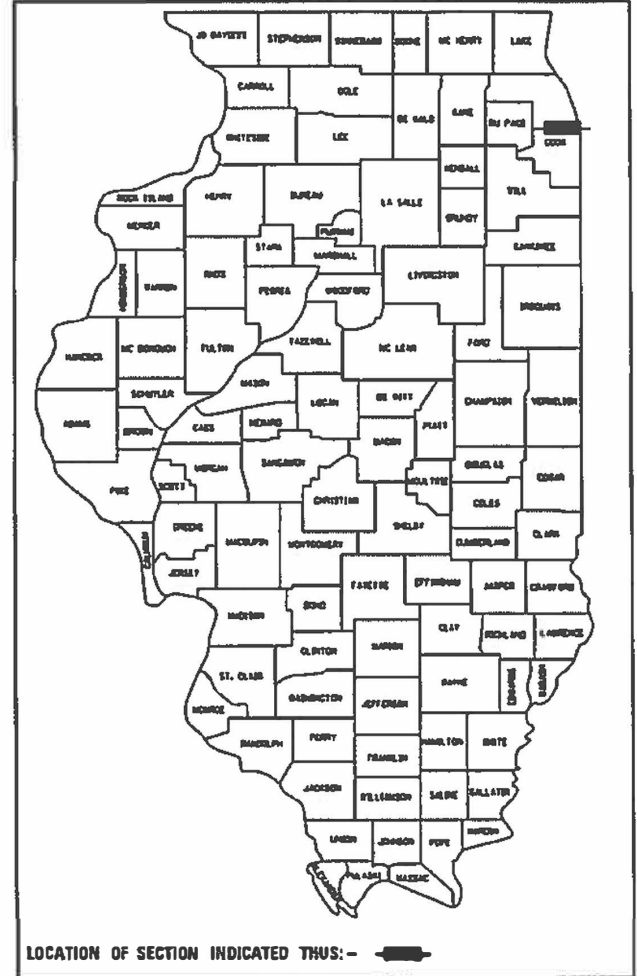 JO DAVIESS STEPHENSON WINNEBAGO BOONE MC HENRY LAKE
CARROLL OGLE
DE KALB KANE DU PAGE
COOK
WHITESIDE LEE
KENDALL
WILL
ROCK ISLAND HENRY BUREAU LA SALLE
MERCER GRUNDY
PUTNAM
STARK MARSHALL KANKAKEE
HENDERSON WARREN KNOX LIVINGSTON
PEORIA WOODFORD IROQUOIS
HANCOCK MC DONOUGH FULTON TAZEWELL MC LEAN FORD
MASON
SCHUYLER LOGAN DE WITT CHAMPAIGN VERMILION
ADAMS BROWN CASS MENARD PIATT
MACON
MORGAN SANGAMON DOUGLAS EDGAR
PIKE SCOTT CHRISTIAN MOULTRIE
COLES
GREENE MACOUPIN MONTGOMERY SHELBY CUMBERLAND CLARK
CALHOUN
JERSEY FAYETTE EFFINGHAM JASPER CRAWFORD
MADISON BOND
CLAY RICHLAND LAWRENCE
CLINTON MARION
ST. CLAIR
WAYNE EDWARDS WABASH
WASHINGTON
MONROE JEFFERSON
RANDOLPH PERRY HAMILTON WHITE
FRANKLIN
JACKSON WILLIAMSON SALINE GALLATIN
UNION JOHNSON POPE HARDIN
ALEXANDER PULASKI MASSAC
LOCATION OF SECTION INDICATED THUS:-